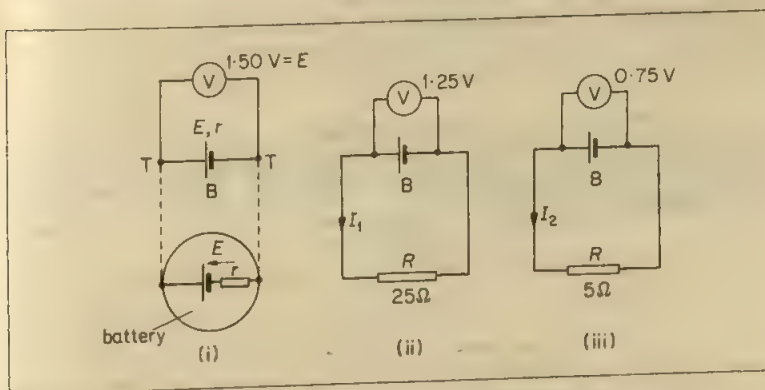 1·50 V = E
V
E, r
T T
B
E
r
battery
(i)
1·25 V
V
B
I₁
R
25Ω
(ii)
0·75 V
V
B
I₂
R
5Ω
(iii)